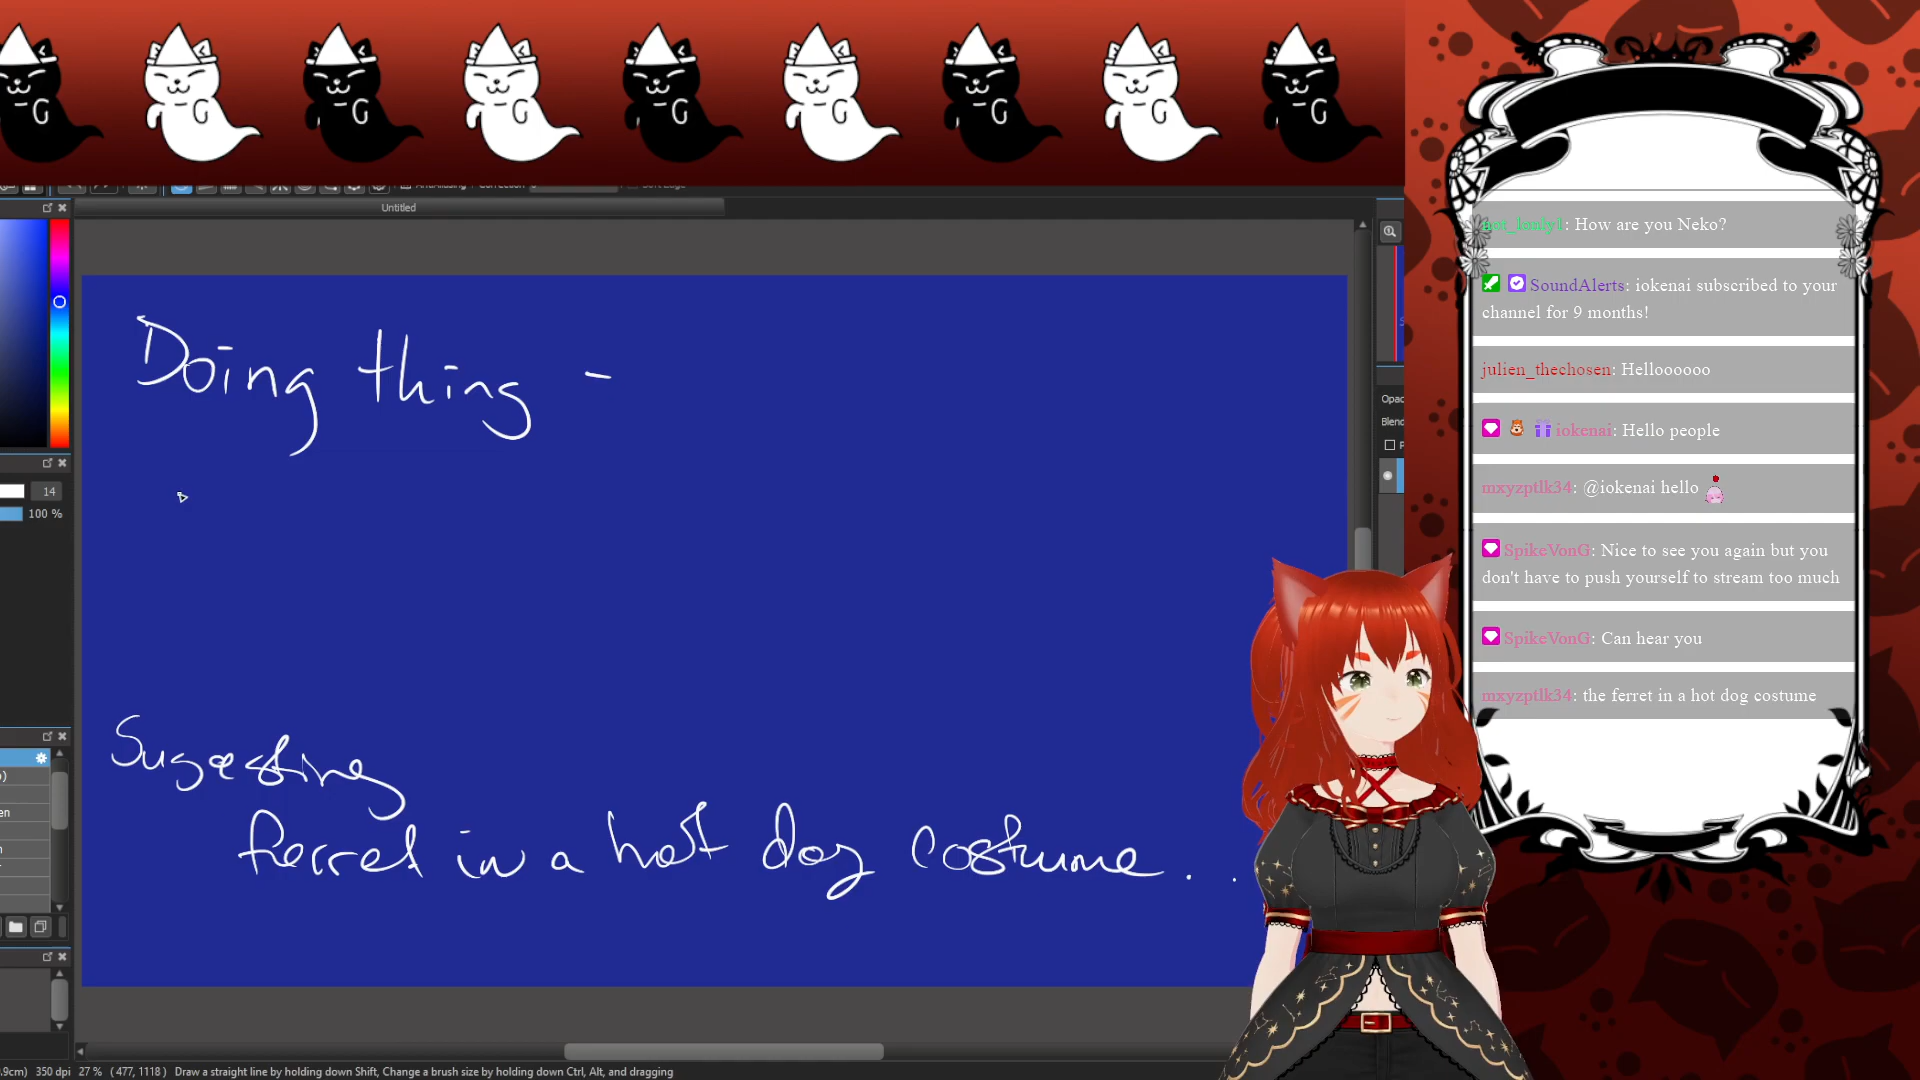 G G G G G G G G G
Untitled
Doing thing -
Sugesting
ferret in a hot dog costume . .
14
100 %
Opac
Blend
en
How are you Neko?
SoundAlerts: iokenai subscribed to your
channel for 9 months!
julien_thechosen: Helloooooo
iokenai: Hello people
mxyzptlk34: @iokenai hello
SpikeVonG: Nice to see you again but you
don't have to push yourself to stream too much
SpikeVonG: Can hear you
mxyzptlk34: the ferret in a hot dog costume
.9cm) 350 dpi 27 % ( 477, 1118 ) Draw a straight line by holding down Shift, Change a brush size by holding down Ctrl, Alt, and dragging